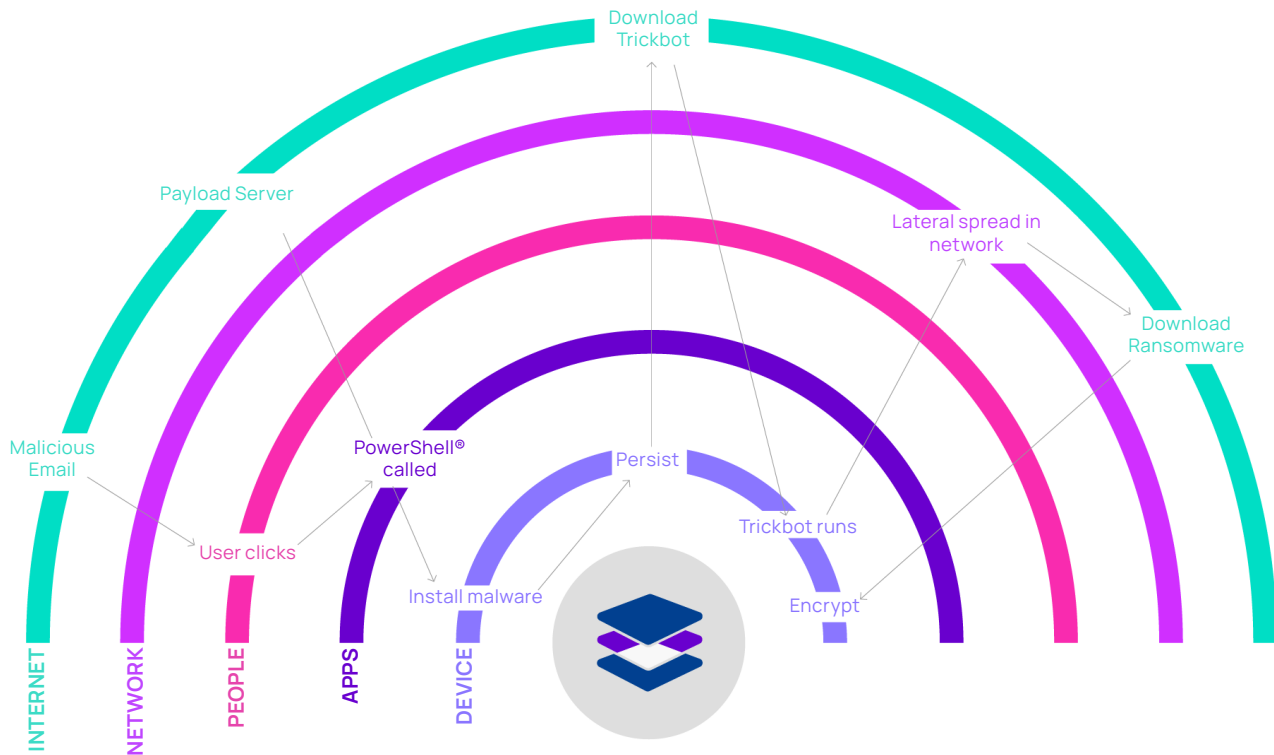 Download
Trickbot
Payload Server
Lateral spread in
network
Download
Ransomware
Malicious
Email
PowerShell®
called
Persist
Trickbot runs
User clicks
Install malware
Encrypt
INTERNET
NETWORK
PEOPLE
APPS
DEVICE